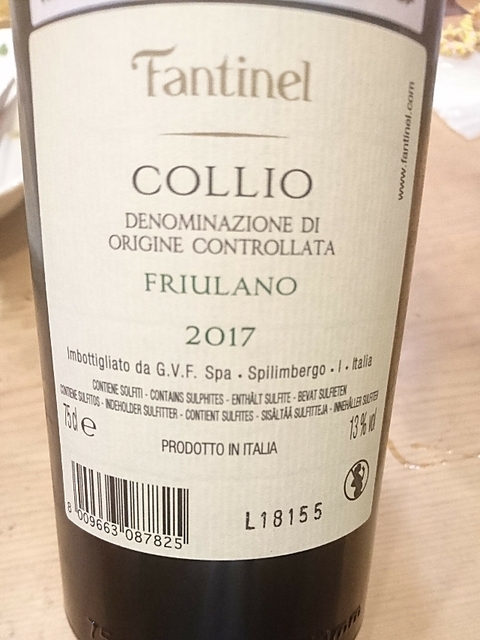 Fantinel
COLLIO
DENOMINAZIONE DI
ORIGINE CONTROLLATA
FRIULANO
2017
Imbottigliato da G.V.F. Spa • Spilimbergo • I • Italia
CONTIENE SOLFITI - CONTAINS SULPHITES - ENTHÄLT SULFITE - BEVAT SULFIETEN
CONTIENE SULFITOS - INDEHOLDER SULFITTER - CONTIENT SULFITES - SISÄLTÄÄ SULFIITTEJA - INNEHÅLLER SULFITER
75cl e
13% vol
PRODOTTO IN ITALIA
8 009663 087825
L18155
www.fantinel.com